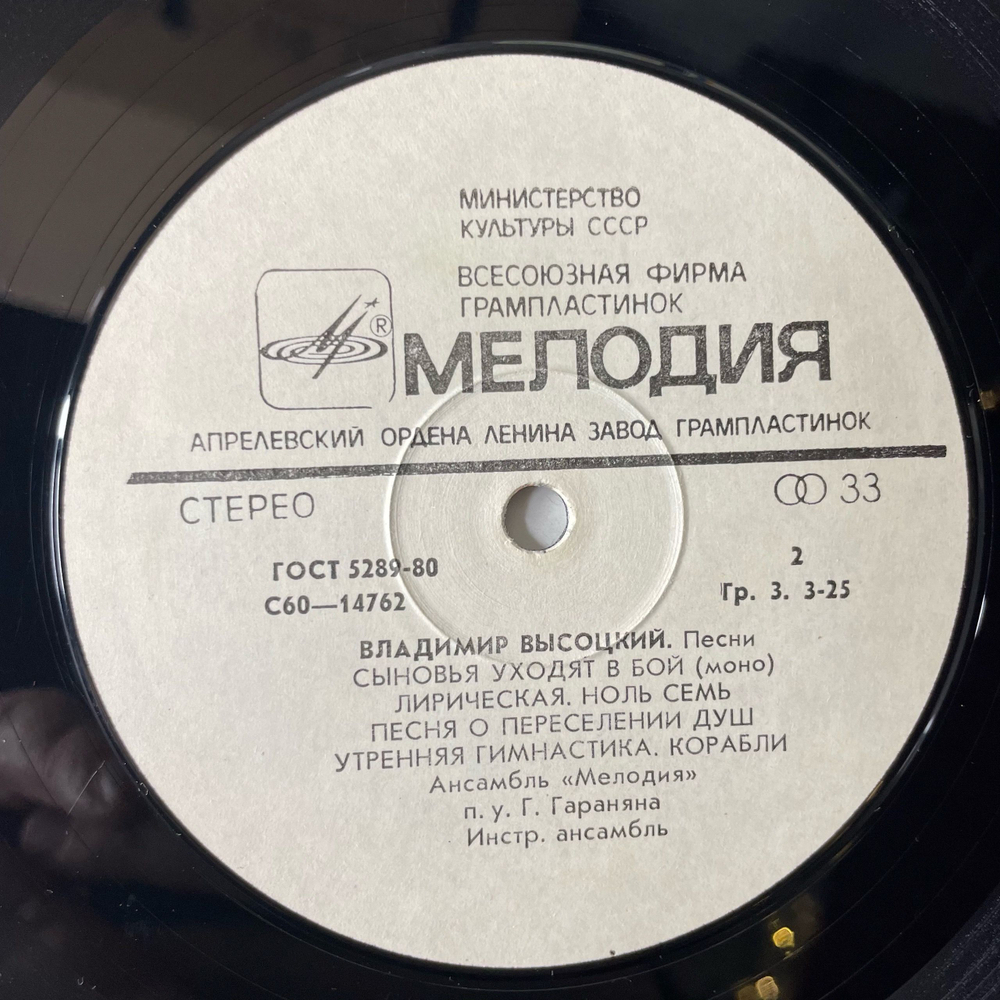 МИНИСТЕРСТВО
КУЛЬТУРЫ СССР
ВСЕСОЮЗНАЯ ФИРМА
ГРАМПЛАСТИНОК
®
МЕЛОДИЯ
АПРЕЛЕВСКИЙ ОРДЕНА ЛЕНИНА ЗАВОД ГРАМПЛАСТИНОК
СТЕРЕО
33
ГОСТ 5289-80
2
С60—14762
Гр. 3. 3-25
ВЛАДИМИР ВЫСОЦКИЙ. Песни
СЫНОВЬЯ УХОДЯТ В БОЙ (моно)
ЛИРИЧЕСКАЯ. НОЛЬ СЕМЬ
ПЕСНЯ О ПЕРЕСЕЛЕНИИ ДУШ
УТРЕННЯЯ ГИМНАСТИКА. КОРАБЛИ
Ансамбль «Мелодия»
п. у. Г. Гараняна
Инстр. ансамбль